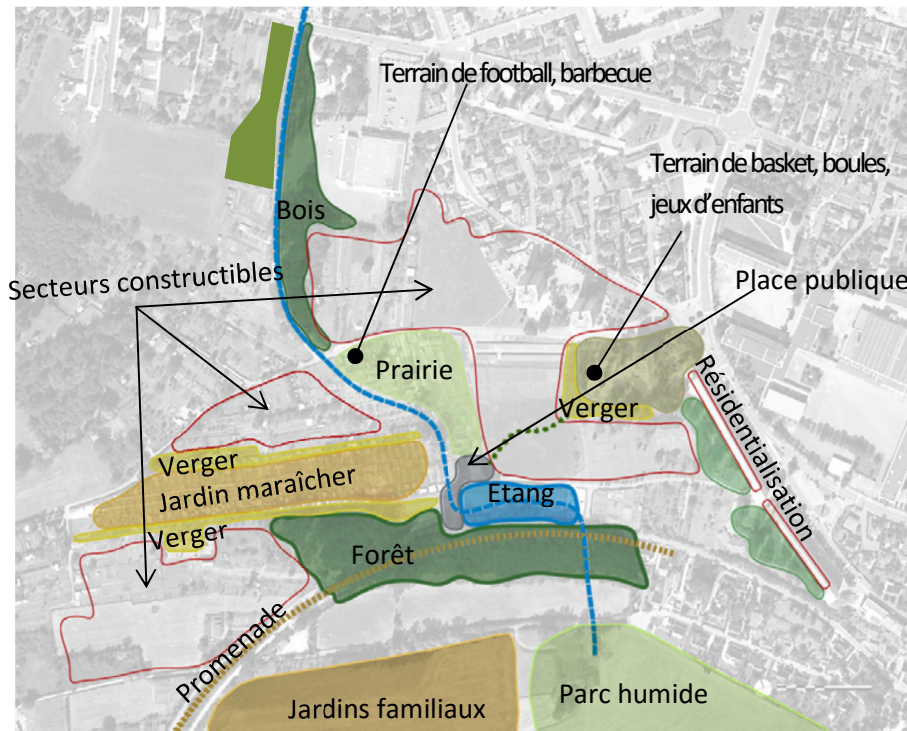 Terrain de football, barbecue
Terrain de basket, boules,
jeux d'enfants
Bois
Secteurs constructibles
Place publique
Prairie
Résidentialisation
Verger
Verger
Jardin maraîcher
Etang
Verger
Forêt
Promenade
Jardins familiaux
Parc humide